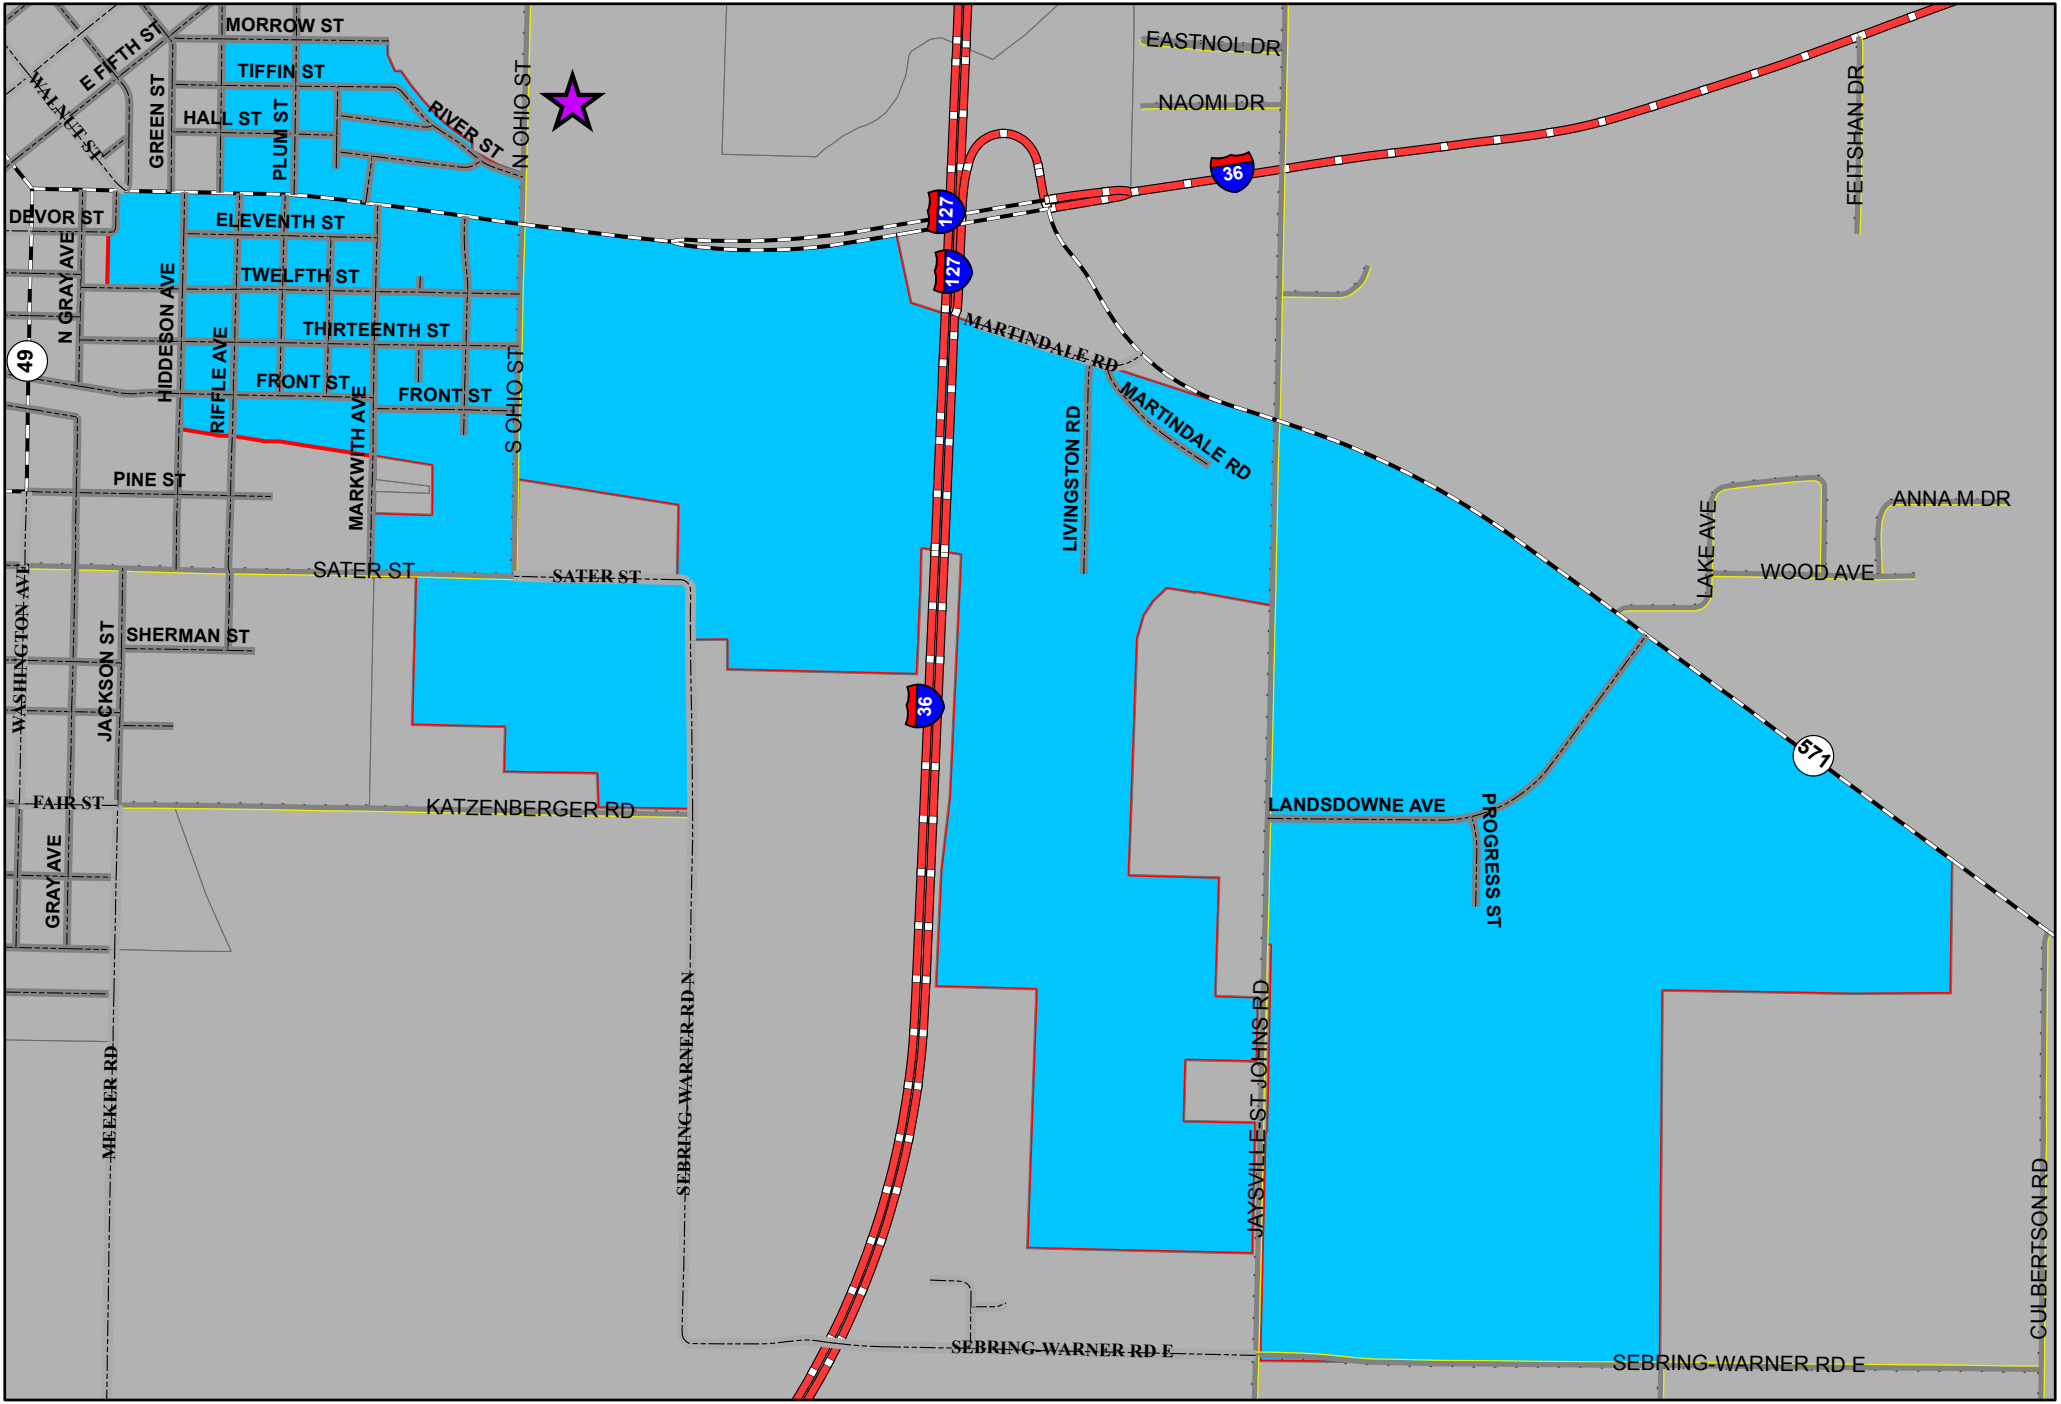 MORROW ST
EASTNOL DR
E FIFTH ST
TIFFIN ST
N OHIO ST
WALNUT ST
GREEN ST
HALL ST
PLUM ST
RIVER ST
NAOMI DR
FEITSHAN DR
36
127
DEVOR ST
ELEVENTH ST
N GRAY AVE
TWELFTH ST
127
HIDDESON AVE
THIRTEENTH ST
MARTINDALE RD
49
RIFFLE AVE
FRONT ST
FRONT ST
S OHIO ST
MARTINDALE RD
MARKWITH AVE
LIVINGSTON RD
PINE ST
ANNA M DR
LAKE AVE
WOOD AVE
SATER ST
SATER ST
WASHINGTON AVE
SHERMAN ST
JACKSON ST
36
571
FAIR ST
KATZENBERGER RD
LANDSDOWNE AVE
PROGRESS ST
GRAY AVE
SEBRING-WARNER RD N
JAYSVILLE-ST JOHNS RD
MEEKER RD
CULBERTSON RD
SEBRING-WARNER RD E
SEBRING-WARNER RD E